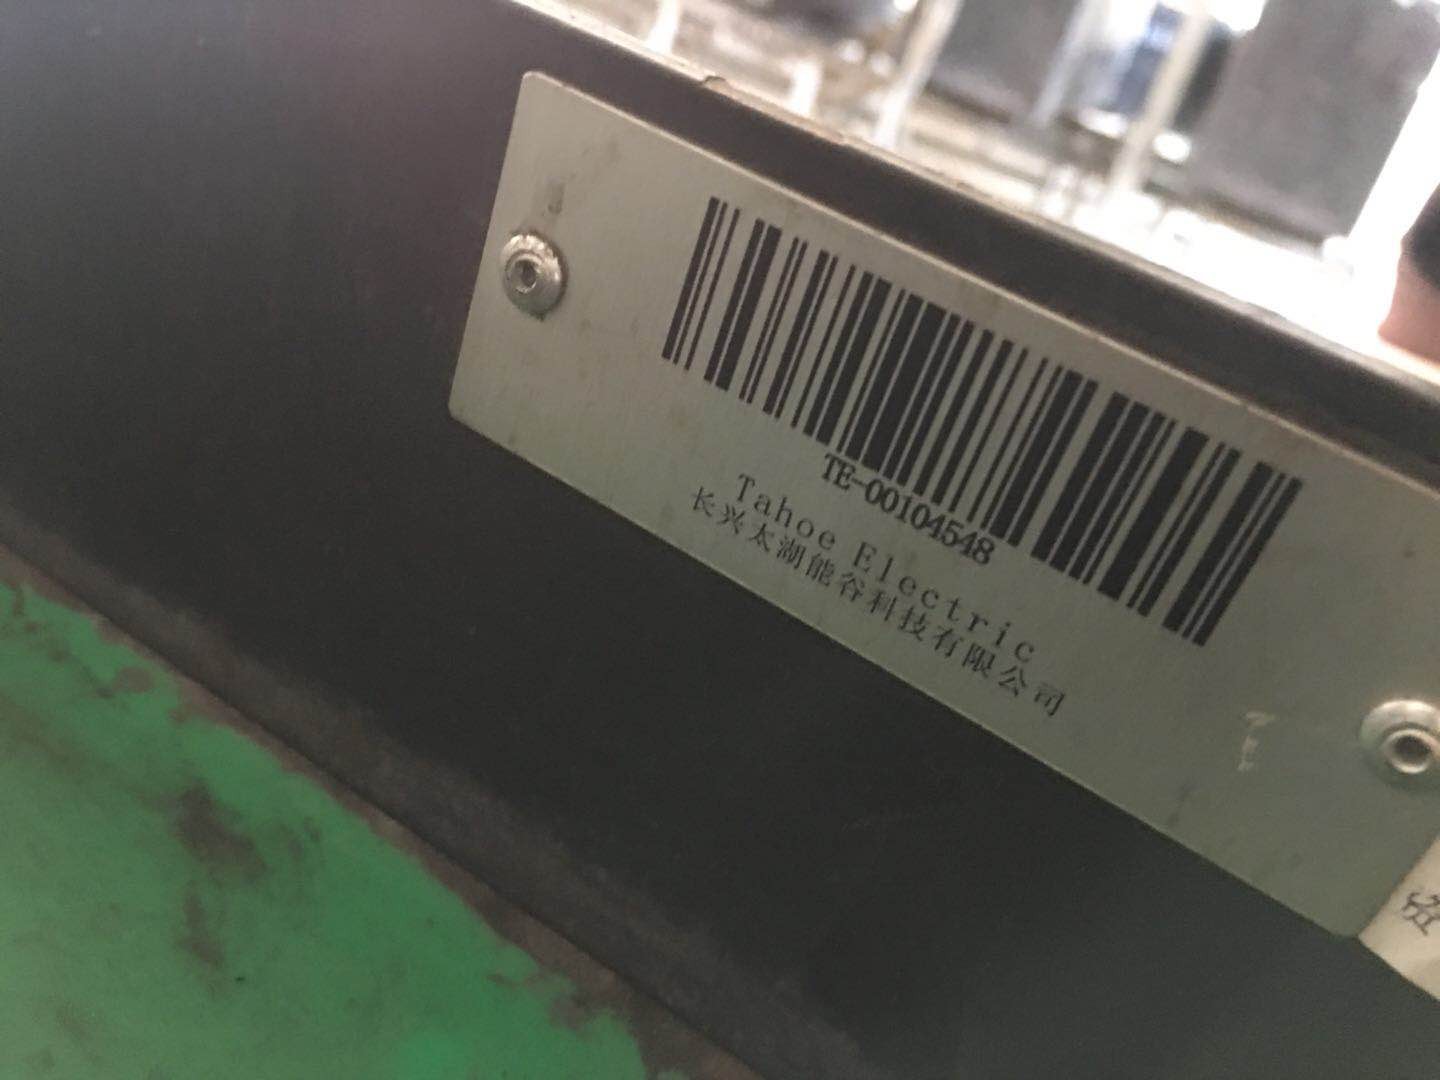 TE-00104548
Tahoe Electric
长兴太湖能谷科技有限公司